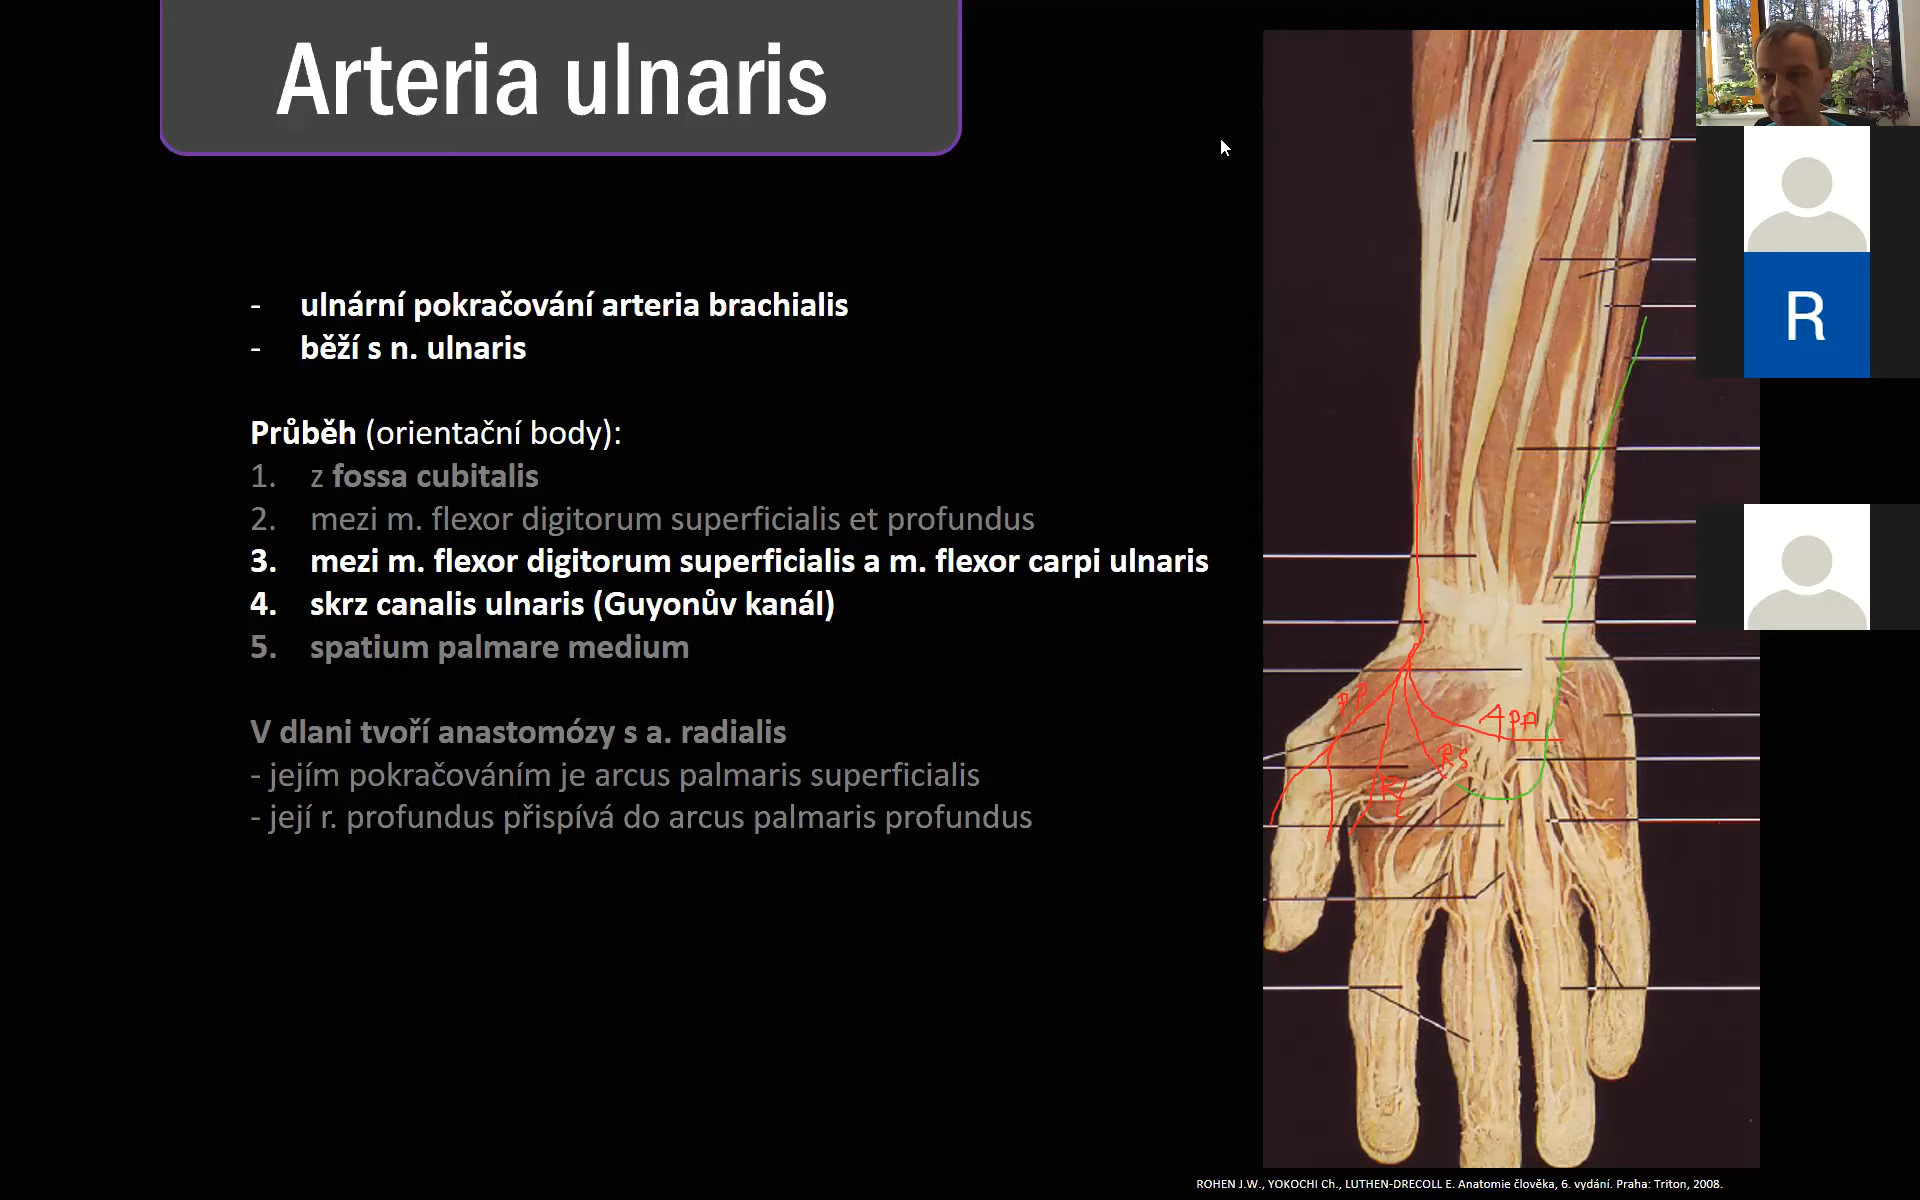 Arteria ulnaris
- ulnární pokračování arteria brachialis
- běží s n. ulnaris
Průběh (orientační body):
1. z fossa cubitalis
2. mezi m. flexor digitorum superficialis et profundus
3. mezi m. flexor digitorum superficialis a m. flexor carpi ulnaris
4. skrz canalis ulnaris (Guyonův kanál)
5. spatium palmare medium
V dlani tvoří anastomózy s a. radialis
- jejím pokračováním je arcus palmaris superficialis
- její r. profundus přispívá do arcus palmaris profundus
R
APP
RS
ROHEN J.W., YOKOCHI Ch., LUTHEN-DRECOLL E. Anatomie člověka, 6. vydání. Praha: Triton, 2008.